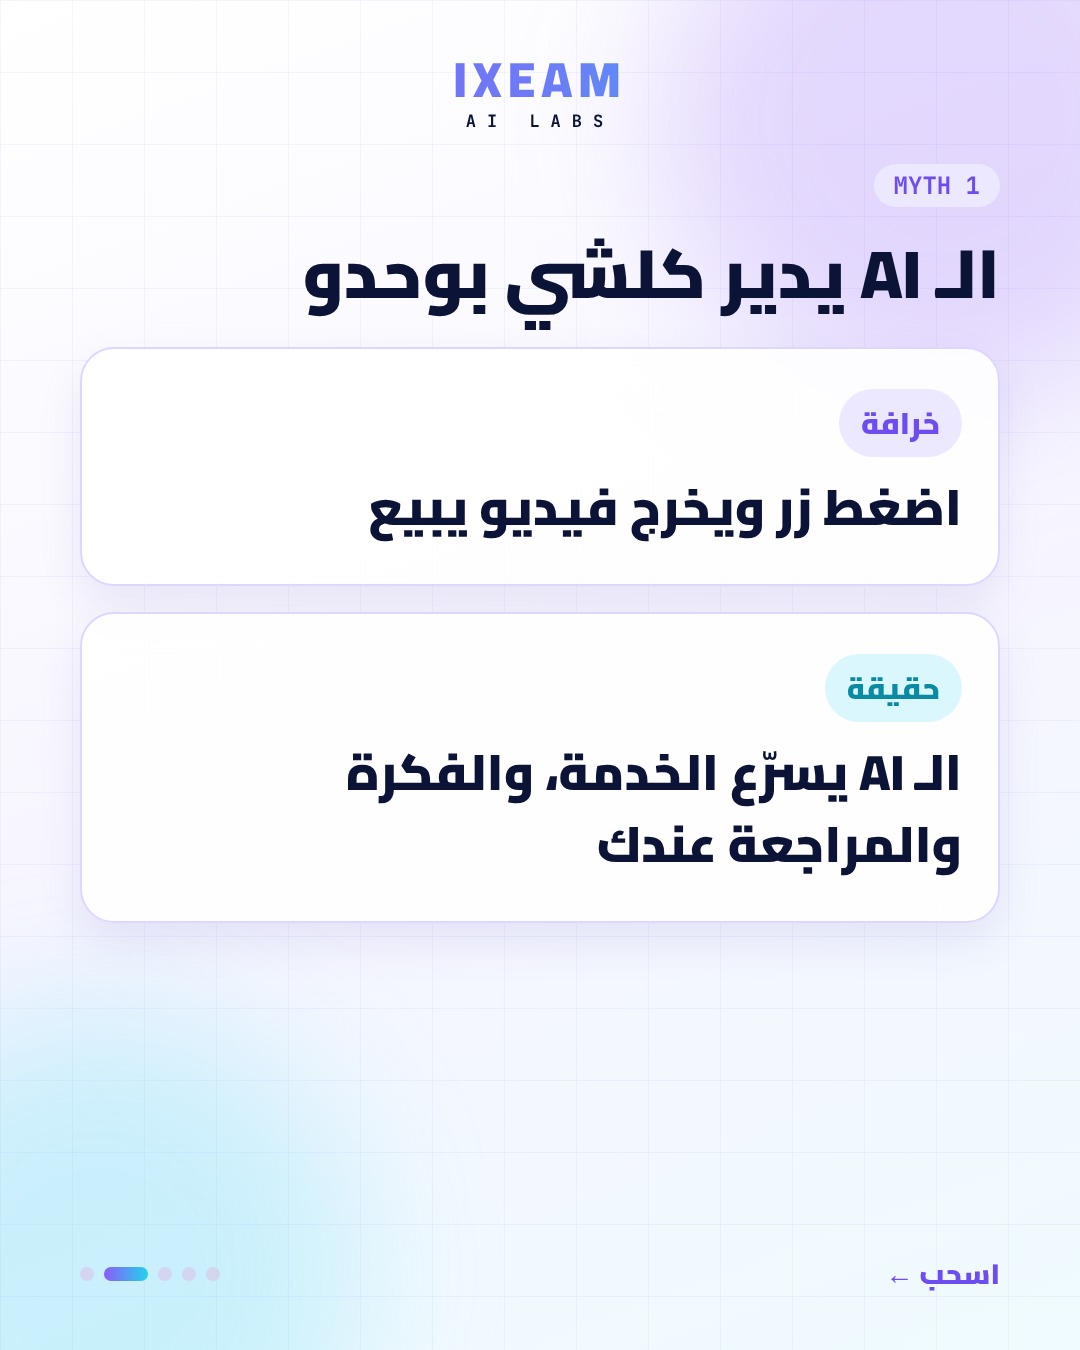 IXEAM
AI LABS
MYTH 1
الـ AI يدير كلشي بوحدو
خرافة
اضغط زر ويخرج فيديو يبيع
حقيقة
الـ AI يسرّع الخدمة، والفكرة
والمراجعة عندك
اسحب ←